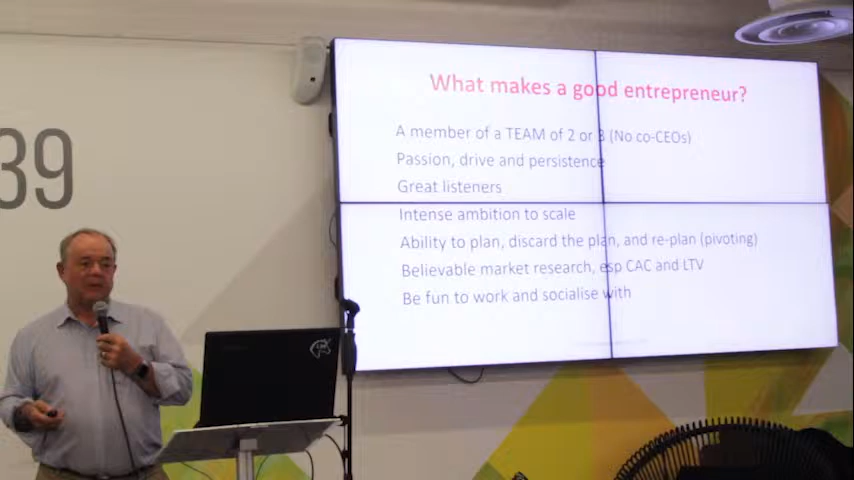 39
What makes a good entrepreneur?
A member of a TEAM of 2 or 3 (No co-CEOs)
Passion, drive and persistence
Great listeners
Intense ambition to scale
Ability to plan, discard the plan, and re-plan (pivoting)
Believable market research, esp CAC and LTV
Be fun to work and socialise with